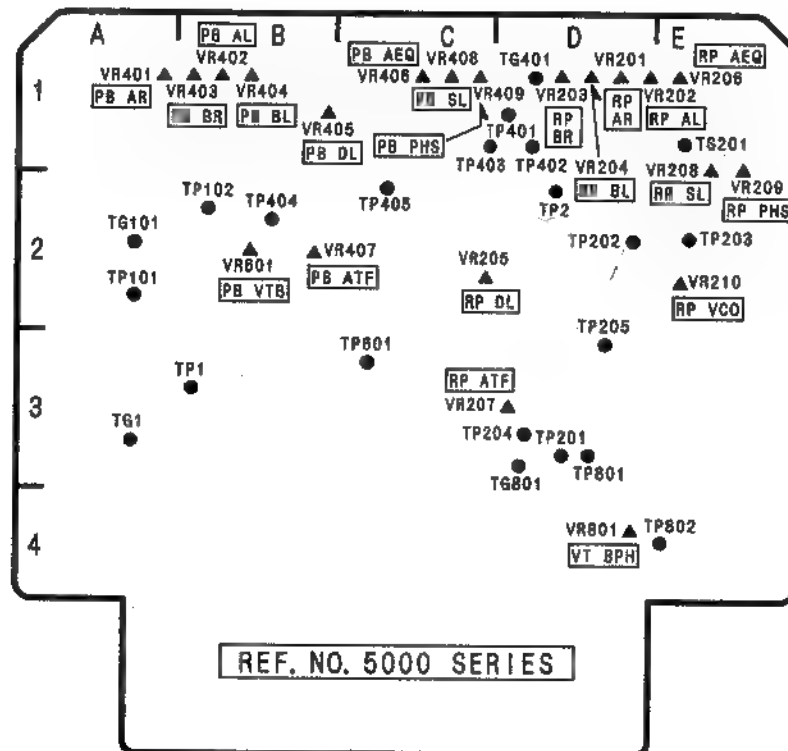 A B C D E
PB AL
VR402
PB AEQ
VR408
TG401
VR201
RP AEQ
1
VR401
VR403
VR404
VR406
VR409
VR203
VR202
VR206
PB AR
BR
BL
SL
RP BR
RP AR
RP AL
VR405
PB DL
PB PHS
TP401
TP403
TP402
VR204
TS201
BL
VR208
SL
VR209
RP PHS
TP102
TP404
TP405
TP2
TG101
2
TP202
TP203
TP101
VR601
PB VTB
VR407
PB ATF
VR205
RP DL
VR210
RP VCO
TP205
TP1
TP601
3
RP ATF
VR207
TG1
TP204
TP201
TG801
TP801
4
VR801
VT BPH
TP802
REF. NO. 5000 SERIES